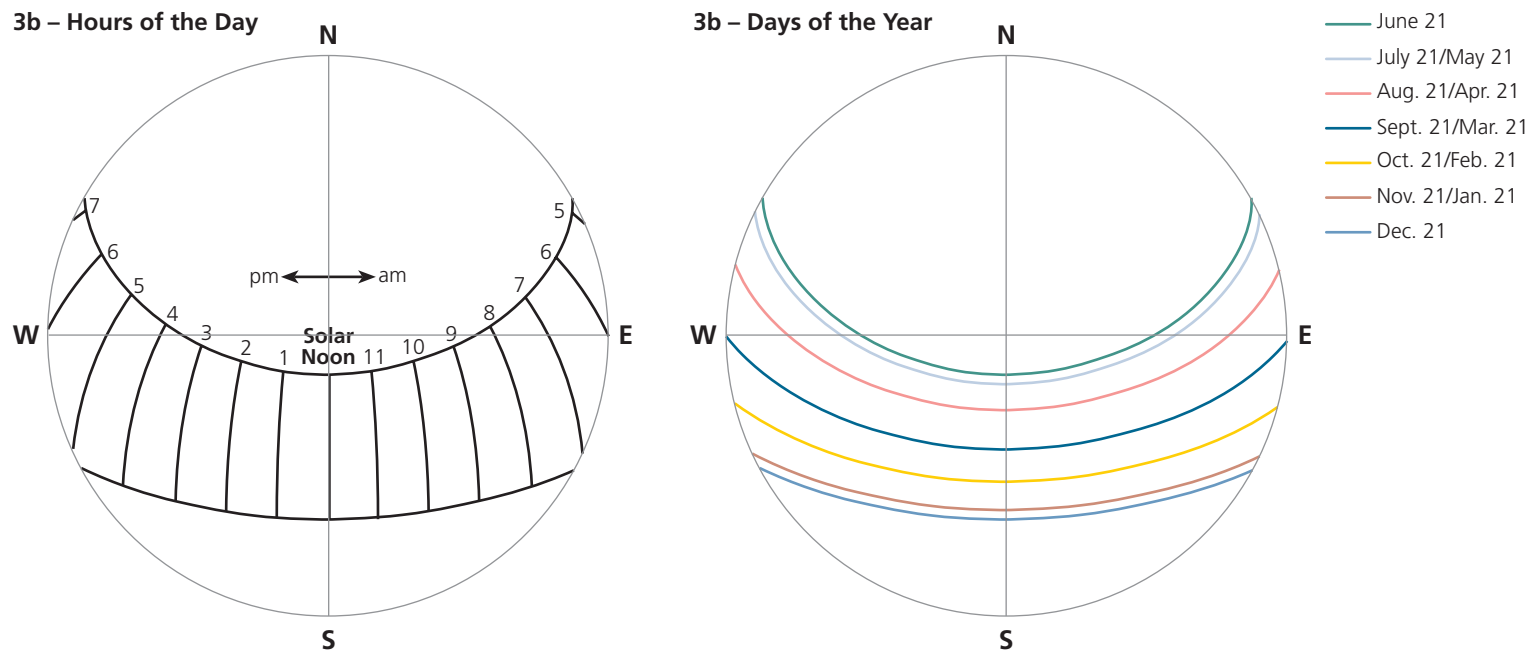 3b – Hours of the Day
N
7
5
6
6
pm
am
5
7
4
8
3
9
W
E
Solar
Noon
2
10
1
11
S
3b – Days of the Year
N
W
E
S
June 21
July 21/May 21
Aug. 21/Apr. 21
Sept. 21/Mar. 21
Oct. 21/Feb. 21
Nov. 21/Jan. 21
Dec. 21